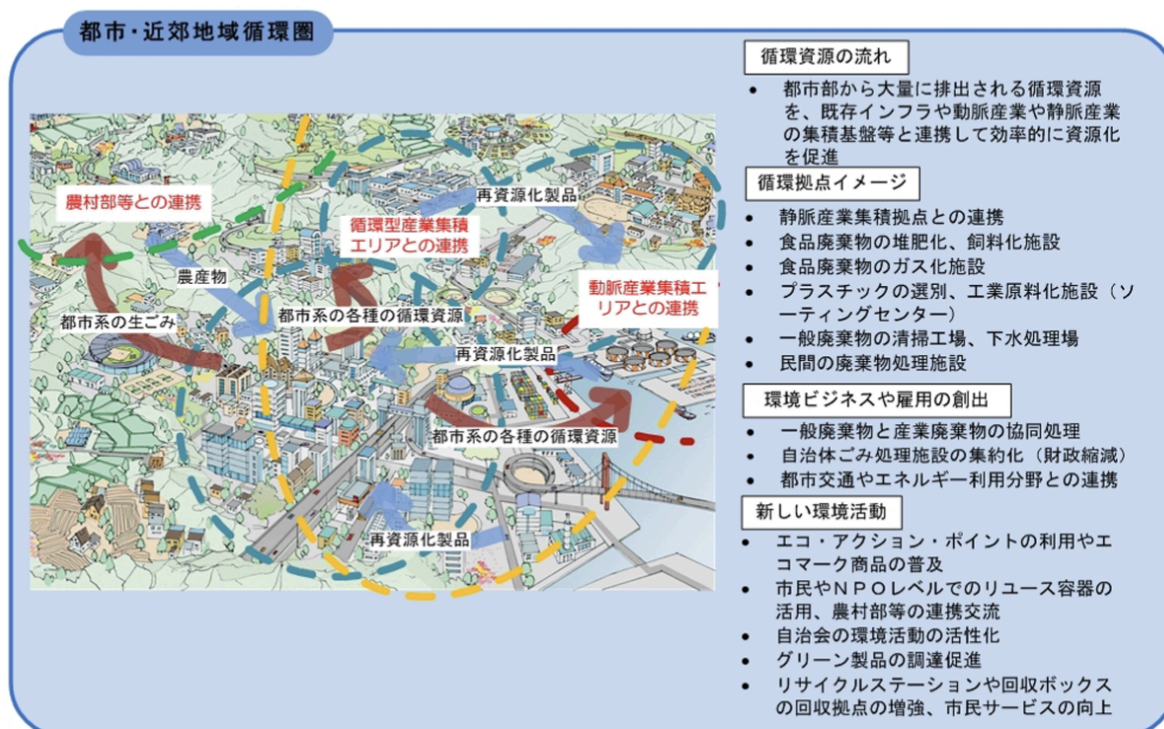 都市・近郊地域循環圏
農村部等との連携
農産物
都市系の生ごみ
循環型産業集積
エリアとの連携
都市系の各種の循環資源
再資源化製品
動脈産業集積エ
リアとの連携
再資源化製品
都市系の各種の循環資源
再資源化製品
循環資源の流れ
• 都市部から大量に排出される循環資源
を、既存インフラや動脈産業や静脈産業
の集積基盤等と連携して効率的に資源化
を促進
循環拠点イメージ
• 静脈産業集積拠点との連携
• 食品廃棄物の堆肥化、飼料化施設
• 食品廃棄物のガス化施設
• プラスチックの選別、工業原料化施設（ソ
ーティングセンター）
• 一般廃棄物の清掃工場、下水処理場
• 民間の廃棄物処理施設
環境ビジネスや雇用の創出
• 一般廃棄物と産業廃棄物の協同処理
• 自治体ごみ処理施設の集約化（財政縮減）
• 都市交通やエネルギー利用分野との連携
新しい環境活動
• エコ・アクション・ポイントの利用やエ
コマーク商品の普及
• 市民やＮＰＯレベルでのリユース容器の
活用、農村部等の連携交流
• 自治会の環境活動の活性化
• グリーン製品の調達促進
• リサイクルステーションや回収ボックス
の回収拠点の増強、市民サービスの向上